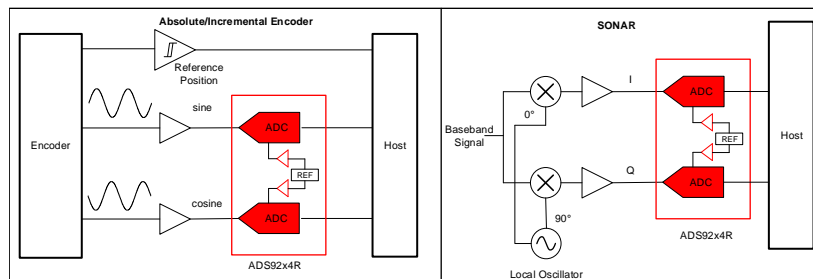 Absolute/Incremental Encoder
Reference
Position
sine
Encoder
ADC
REF
Host
cosine
ADC
ADS92x4R
SONAR
I
ADC
0°
Baseband
Signal
REF
Host
Q
ADC
90°
ADS92x4R
Local Oscillator